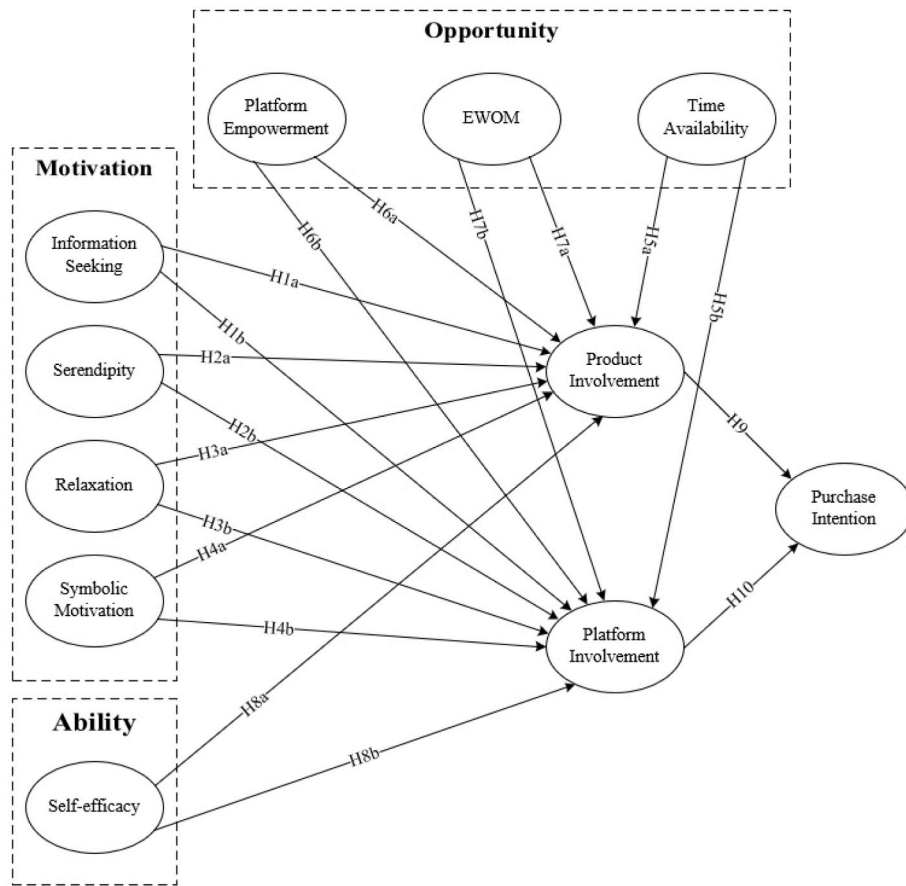 Opportunity
Platform
Empowerment
EWOM
Time
Availability
Motivation
Information
Seeking
Serendipity
Relaxation
Symbolic
Motivation
Ability
Self-efficacy
H6a
H6b
H7b
H7a
H5a
H5b
H1a
H1b
H2a
H2b
H3a
H3b
H4a
H4b
H8a
H8b
Product
Involvement
Platform
Involvement
H9
H10
Purchase
Intention